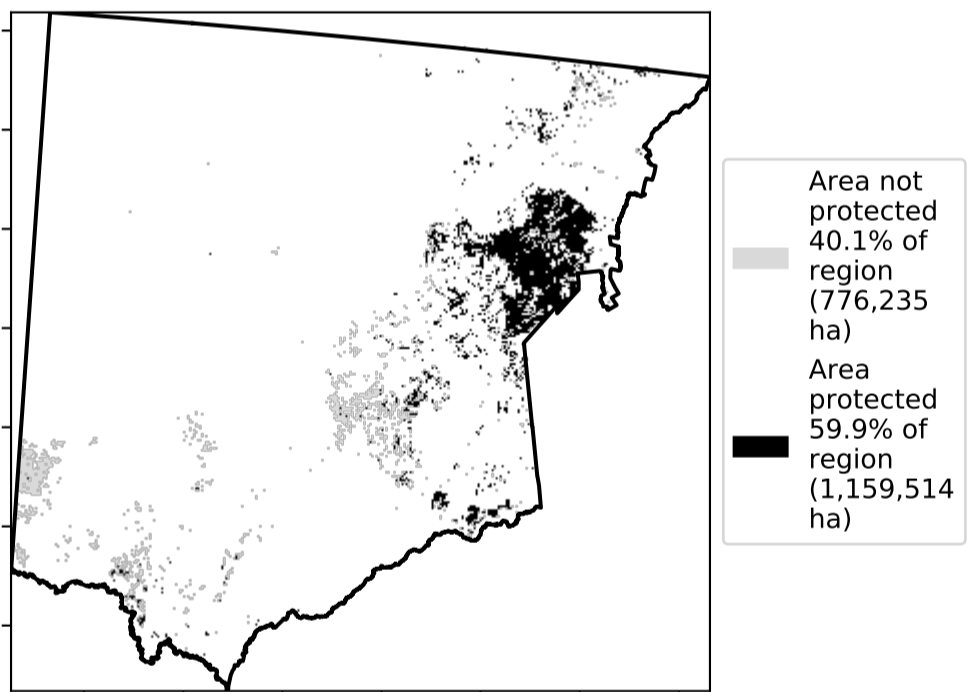 Area not
protected
40.1% of
region
(776,235
ha)
Area
protected
59.9% of
region
(1,159,514
ha)